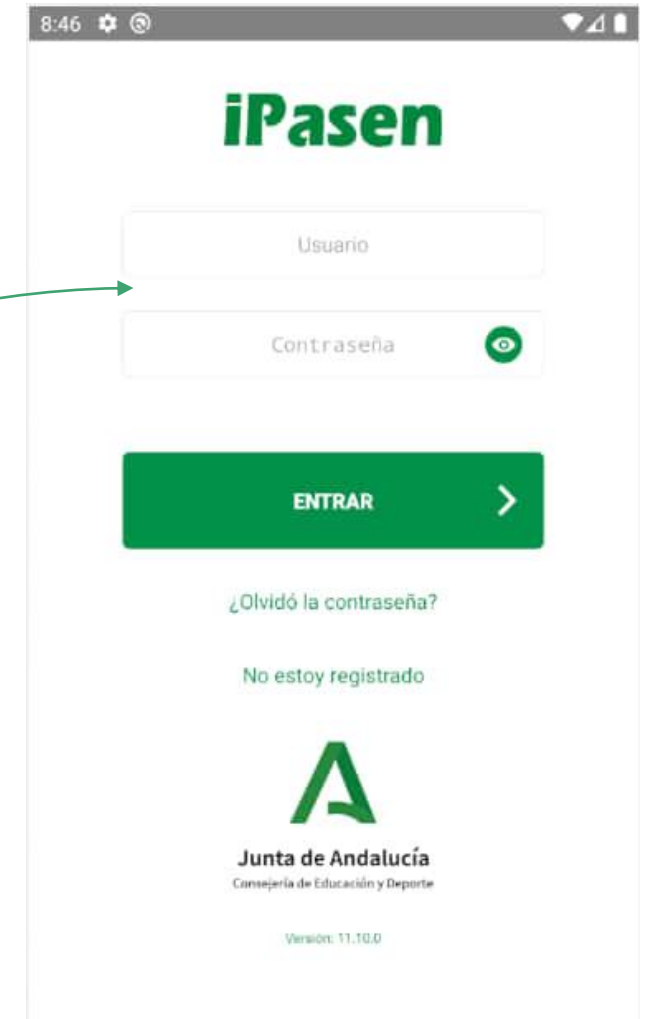 8:46
iPasen
Usuario
Contraseña
ENTRAR
¿Olvidó la contraseña?
No estoy registrado
Junta de Andalucía
Consejería de Educación y Deporte
Versión: 11.10.0